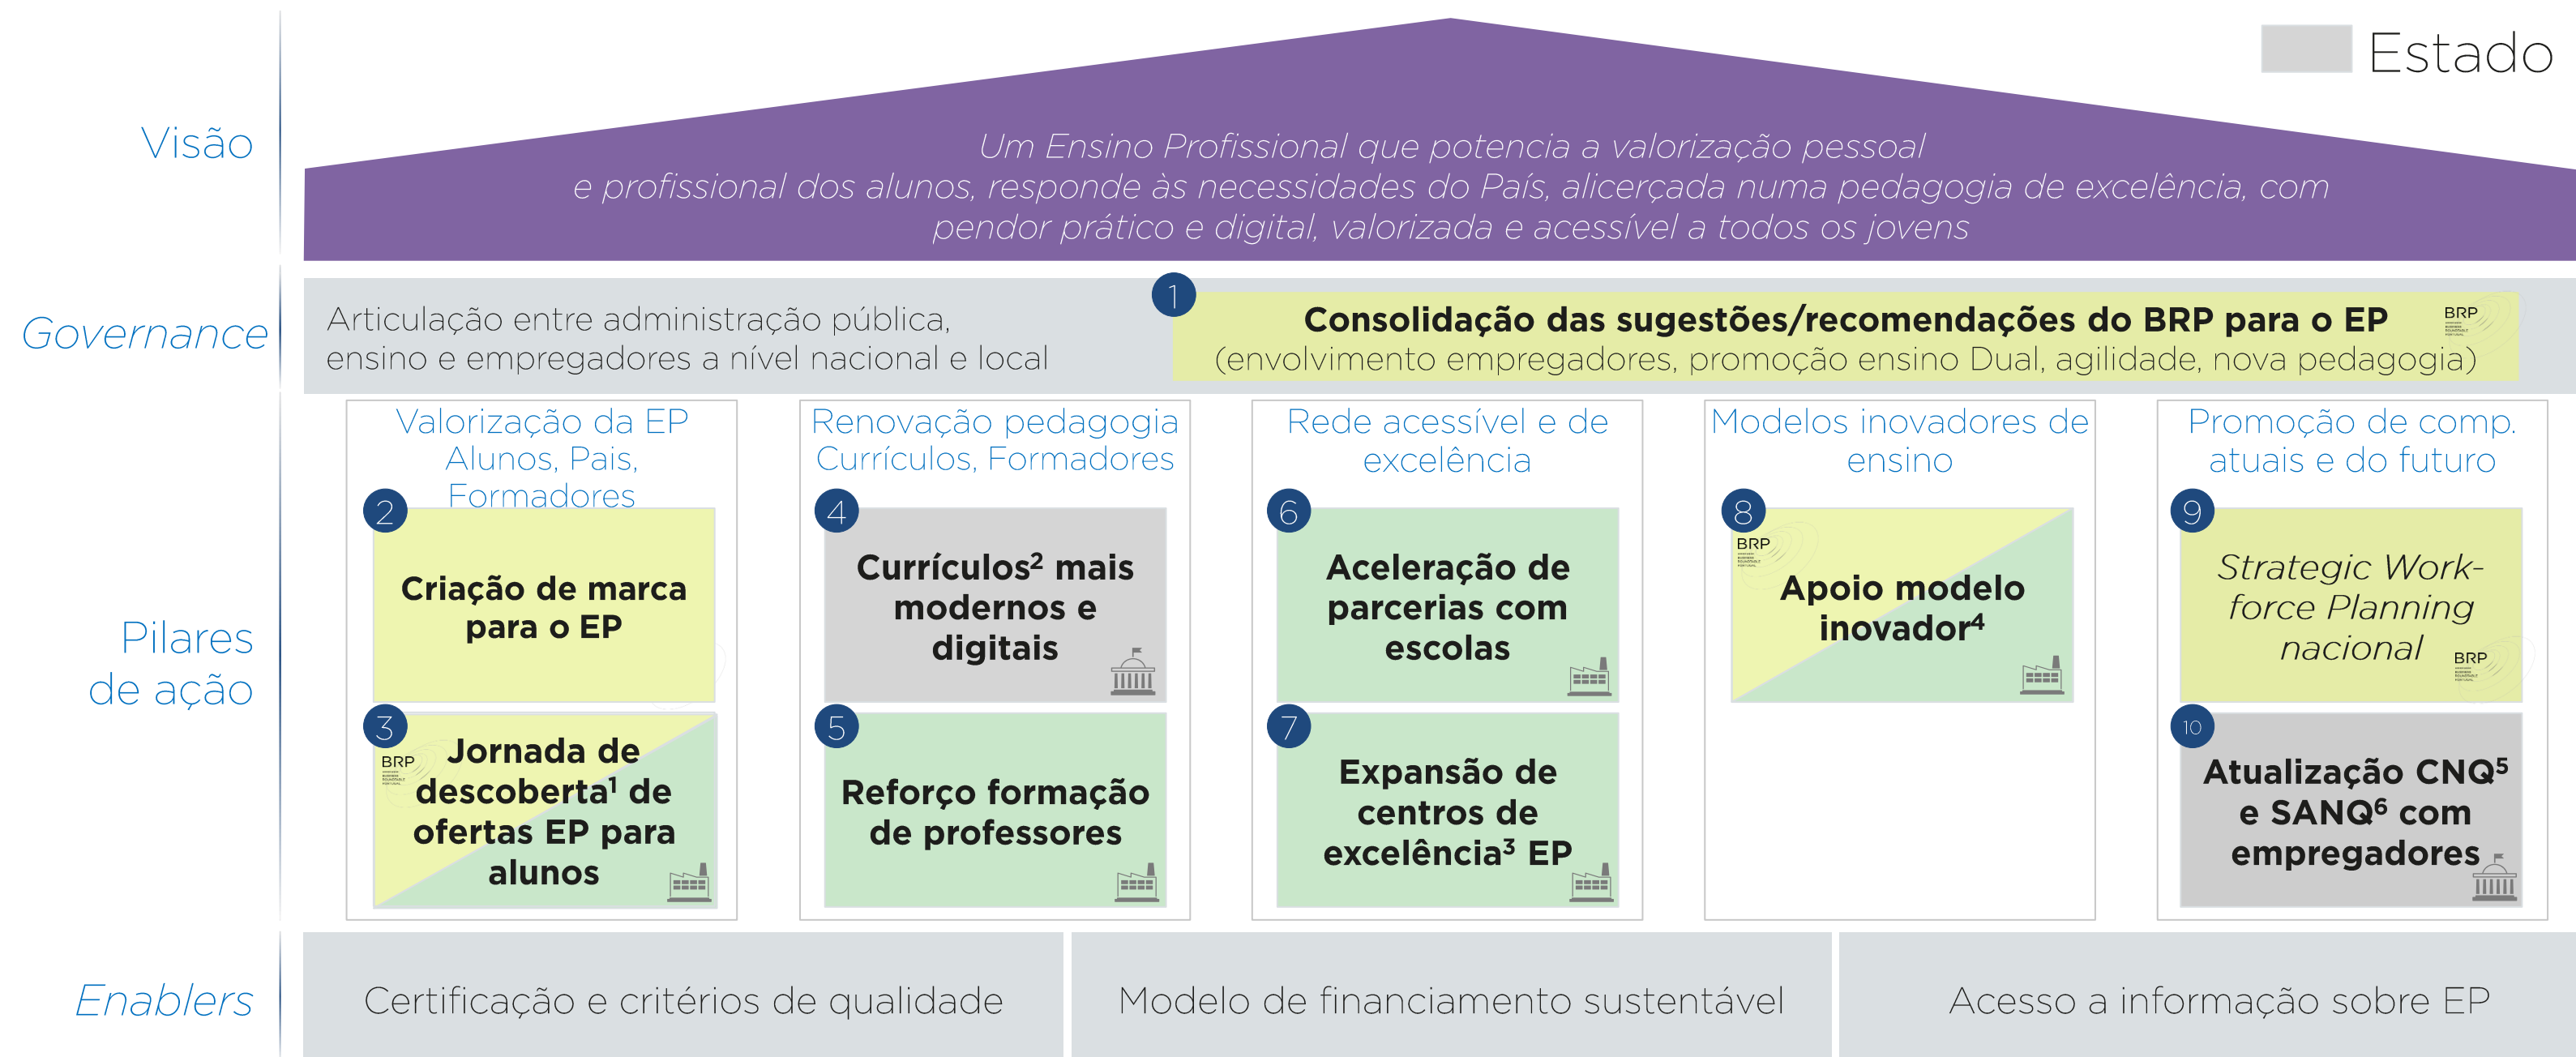 Estado
Visão
Um Ensino Profissional que potencia a valorização pessoal
e profissional dos alunos, responde às necessidades do País, alicerçada numa pedagogia de excelência, com
pendor prático e digital, valorizada e acessível a todos os jovens
Governance
Articulação entre administração pública,
ensino e empregadores a nível nacional e local
1
Consolidação das sugestões/recomendações do BRP para o EP
(envolvimento empregadores, promoção ensino Dual, agilidade, nova pedagogia)
BRP
Pilares
de ação
Valorização da EP
Alunos, Pais,
Formadores
2
Criação de marca
para o EP
3
BRP
Jornada de
descoberta¹ de
ofertas EP para
alunos
Renovação pedagogia
Currículos, Formadores
4
Currículos² mais
modernos e
digitais
5
Reforço formação
de professores
Rede acessível e de
excelência
6
Aceleração de
parcerias com
escolas
7
Expansão de
centros de
excelência³ EP
Modelos inovadores de
ensino
8
BRP
Apoio modelo
inovador⁴
Promoção de comp.
atuais e do futuro
9
Strategic Work-
force Planning
nacional
BRP
10
Atualização CNQ⁵
e SANQ⁶ com
empregadores
Enablers
Certificação e critérios de qualidade
Modelo de financiamento sustentável
Acesso a informação sobre EP